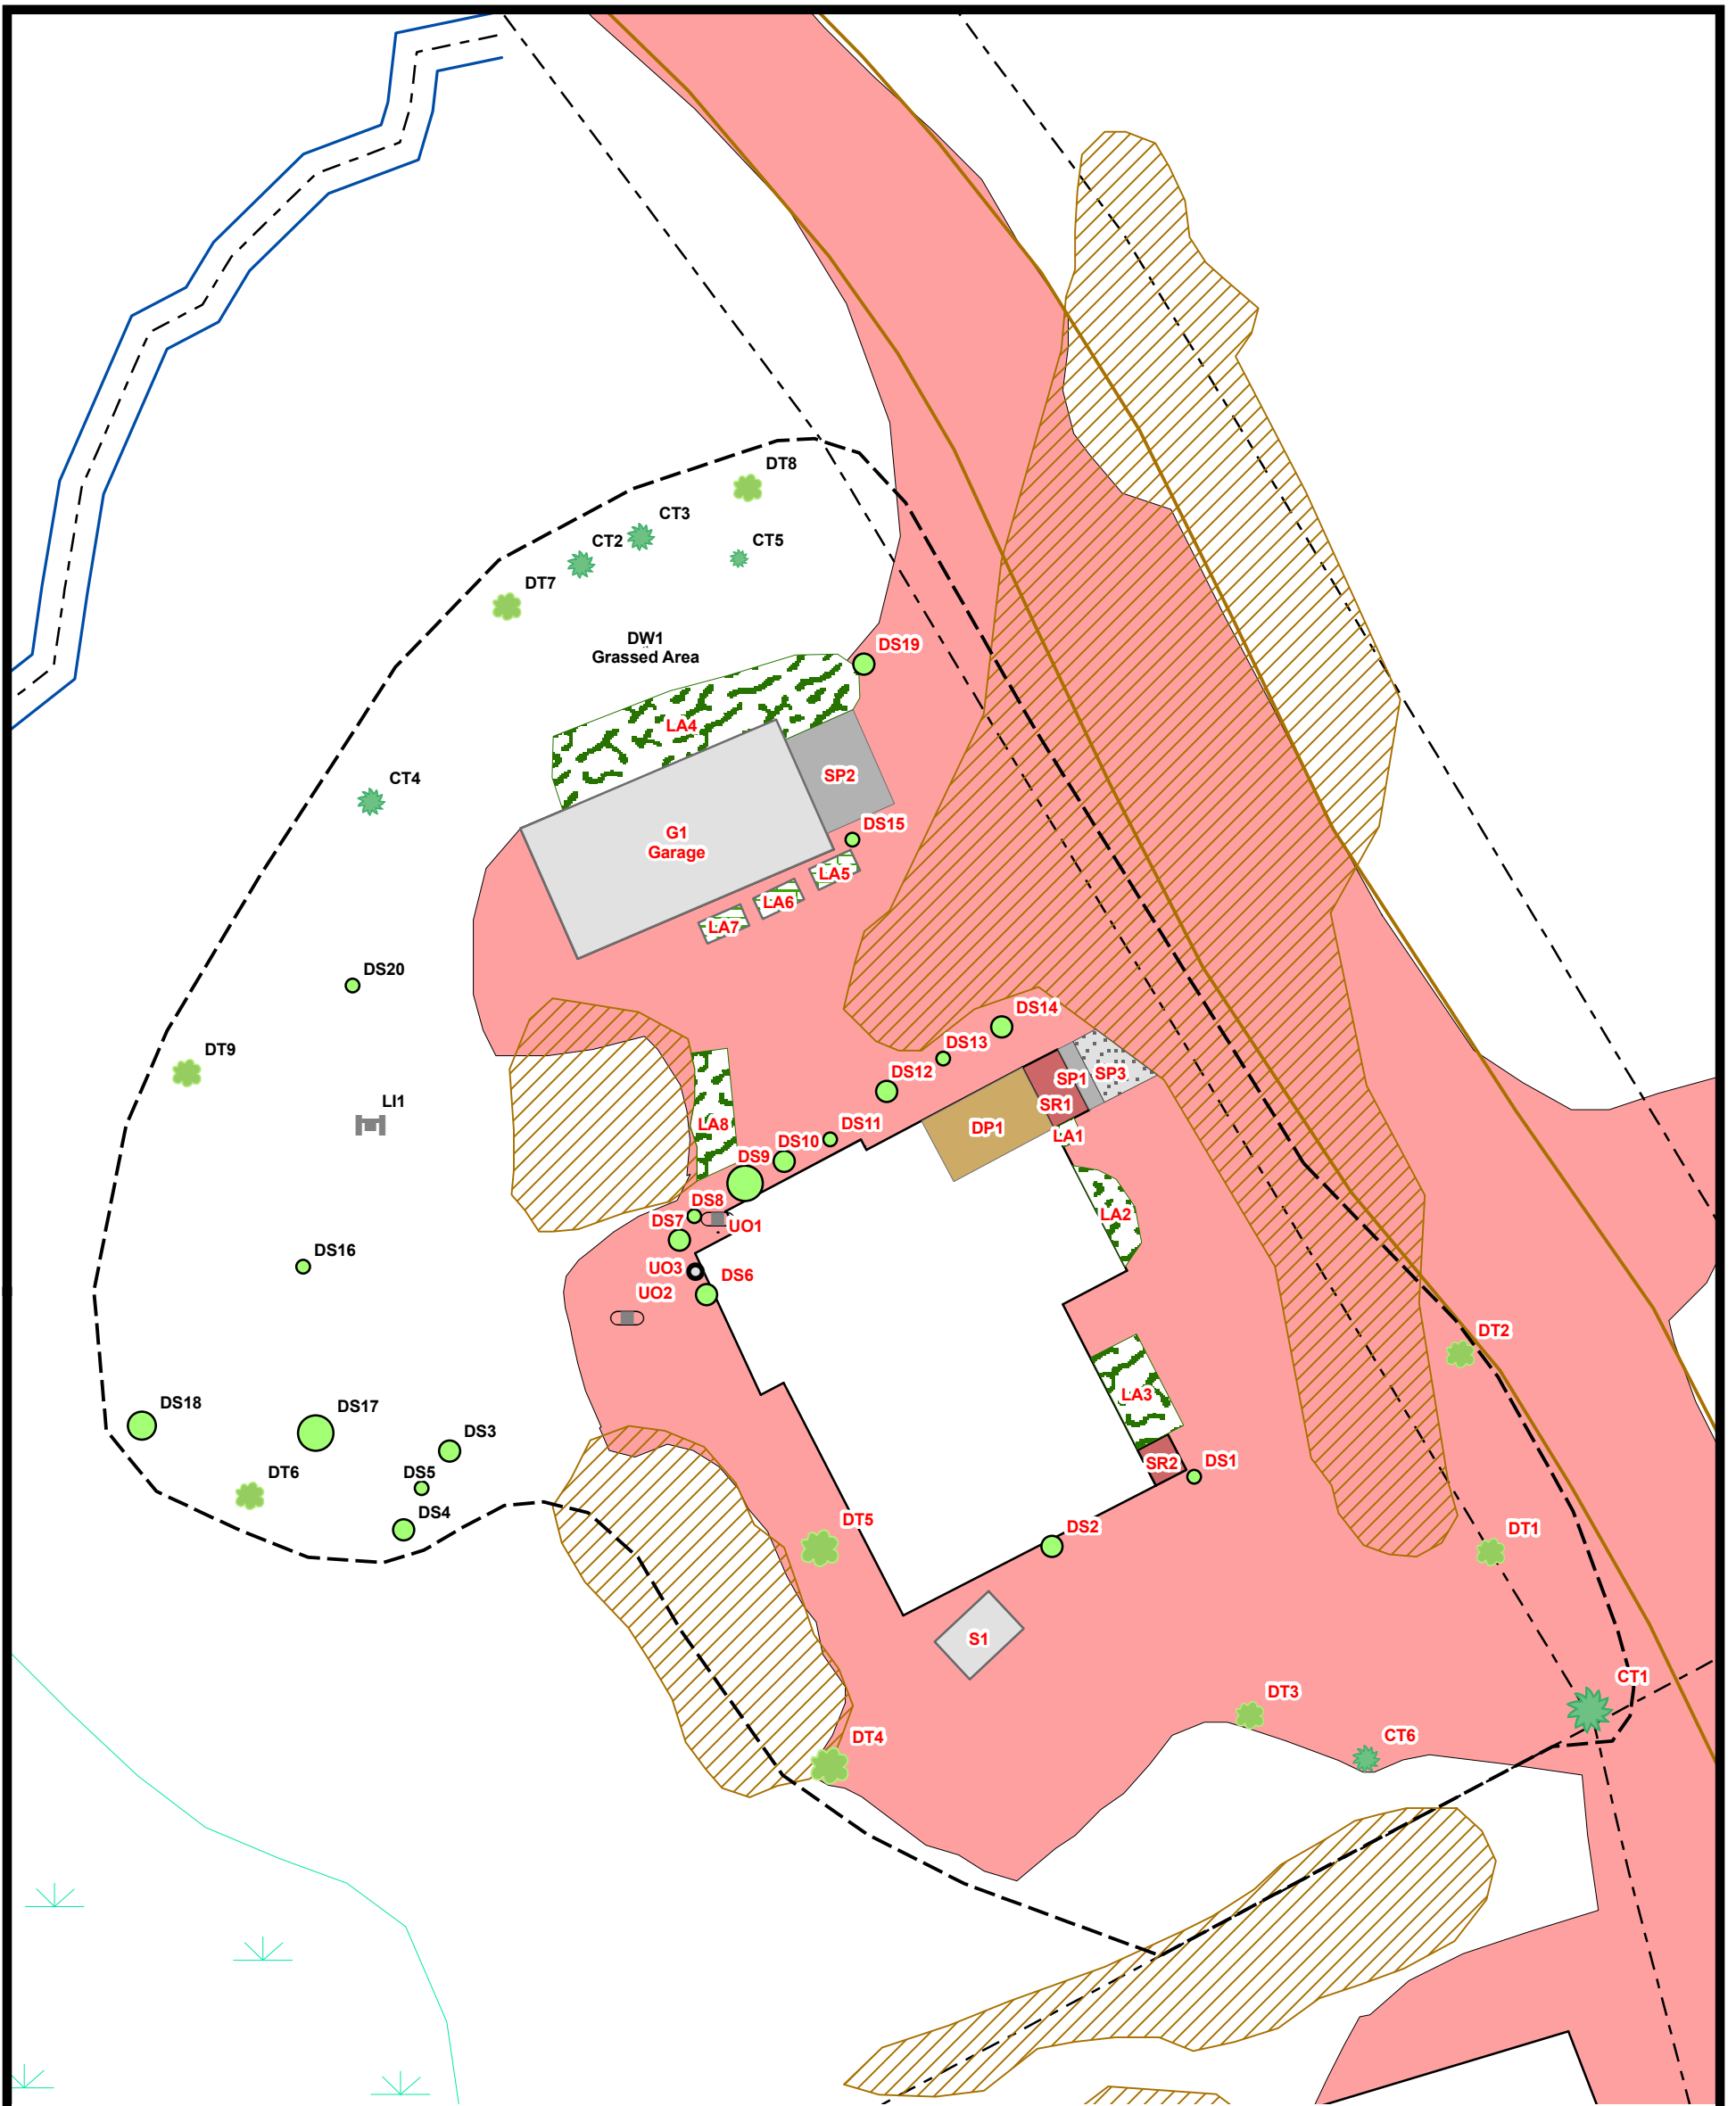 DT8
CT3
CT2
CT5
DT7
DW1
Grassed Area
DS19
LA4
SP2
CT4
DS15
G1
Garage
LA5
LA6
LA7
DS20
DS14
DS13
DT9
SP1
SP3
DS12
LI1
SR1
DS11
LA8
DP1
LA1
DS10
DS9
DS8
LA2
DS7
UO1
DS16
UO3
DS6
UO2
DT2
LA3
DS18
DS17
DS3
SR2
DS1
DT6
DS5
DS4
DT5
DS2
DT1
S1
CT1
DT3
DT4
CT6